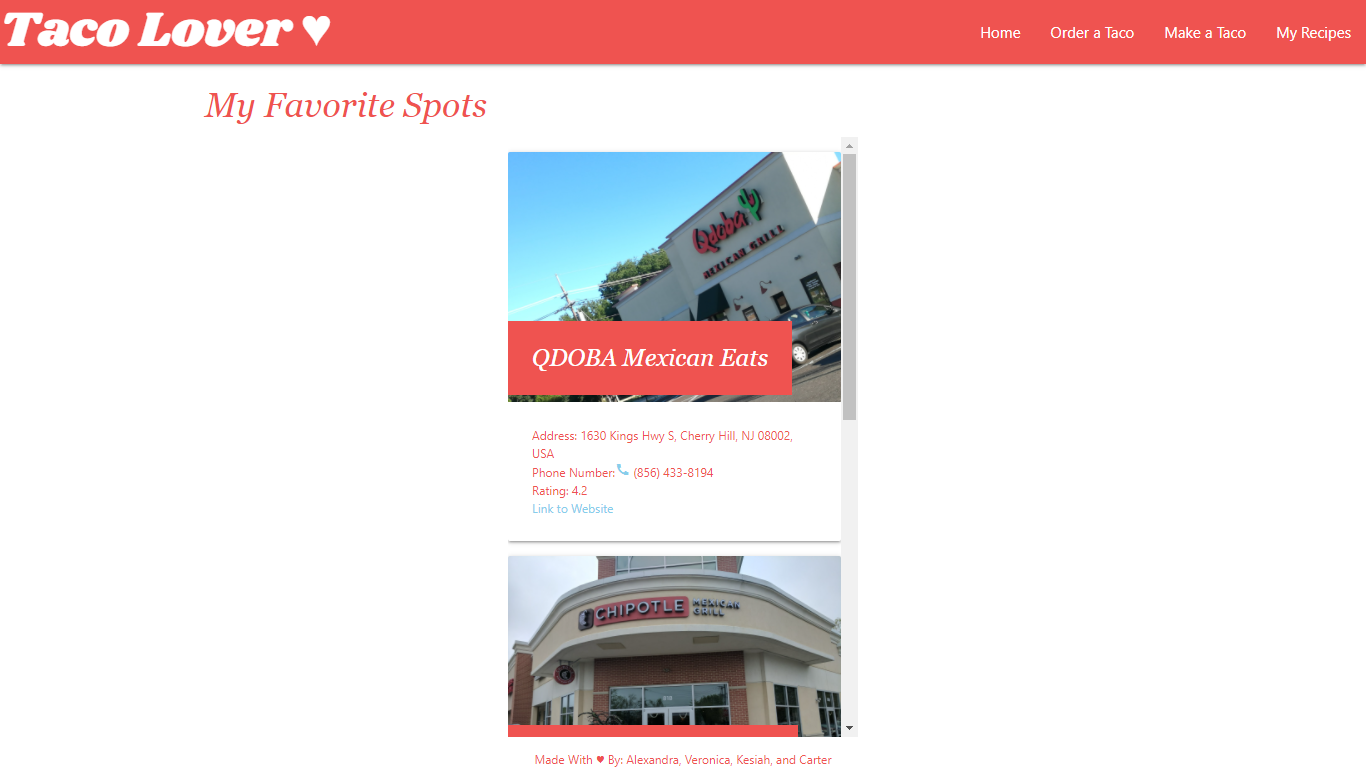 Taco Lover ♥
Home
Order a Taco
Make a Taco
My Recipes
My Favorite Spots
Qdoba
MEXICAN GRILL
QDOBA Mexican Eats
Address: 1630 Kings Hwy S, Cherry Hill, NJ 08002,
USA
Phone Number: (856) 433-8194
Rating: 4.2
Link to Website
CHIPOTLE MEXICAN
GRILL
Made With ♥ By: Alexandra, Veronica, Kesiah, and Carter